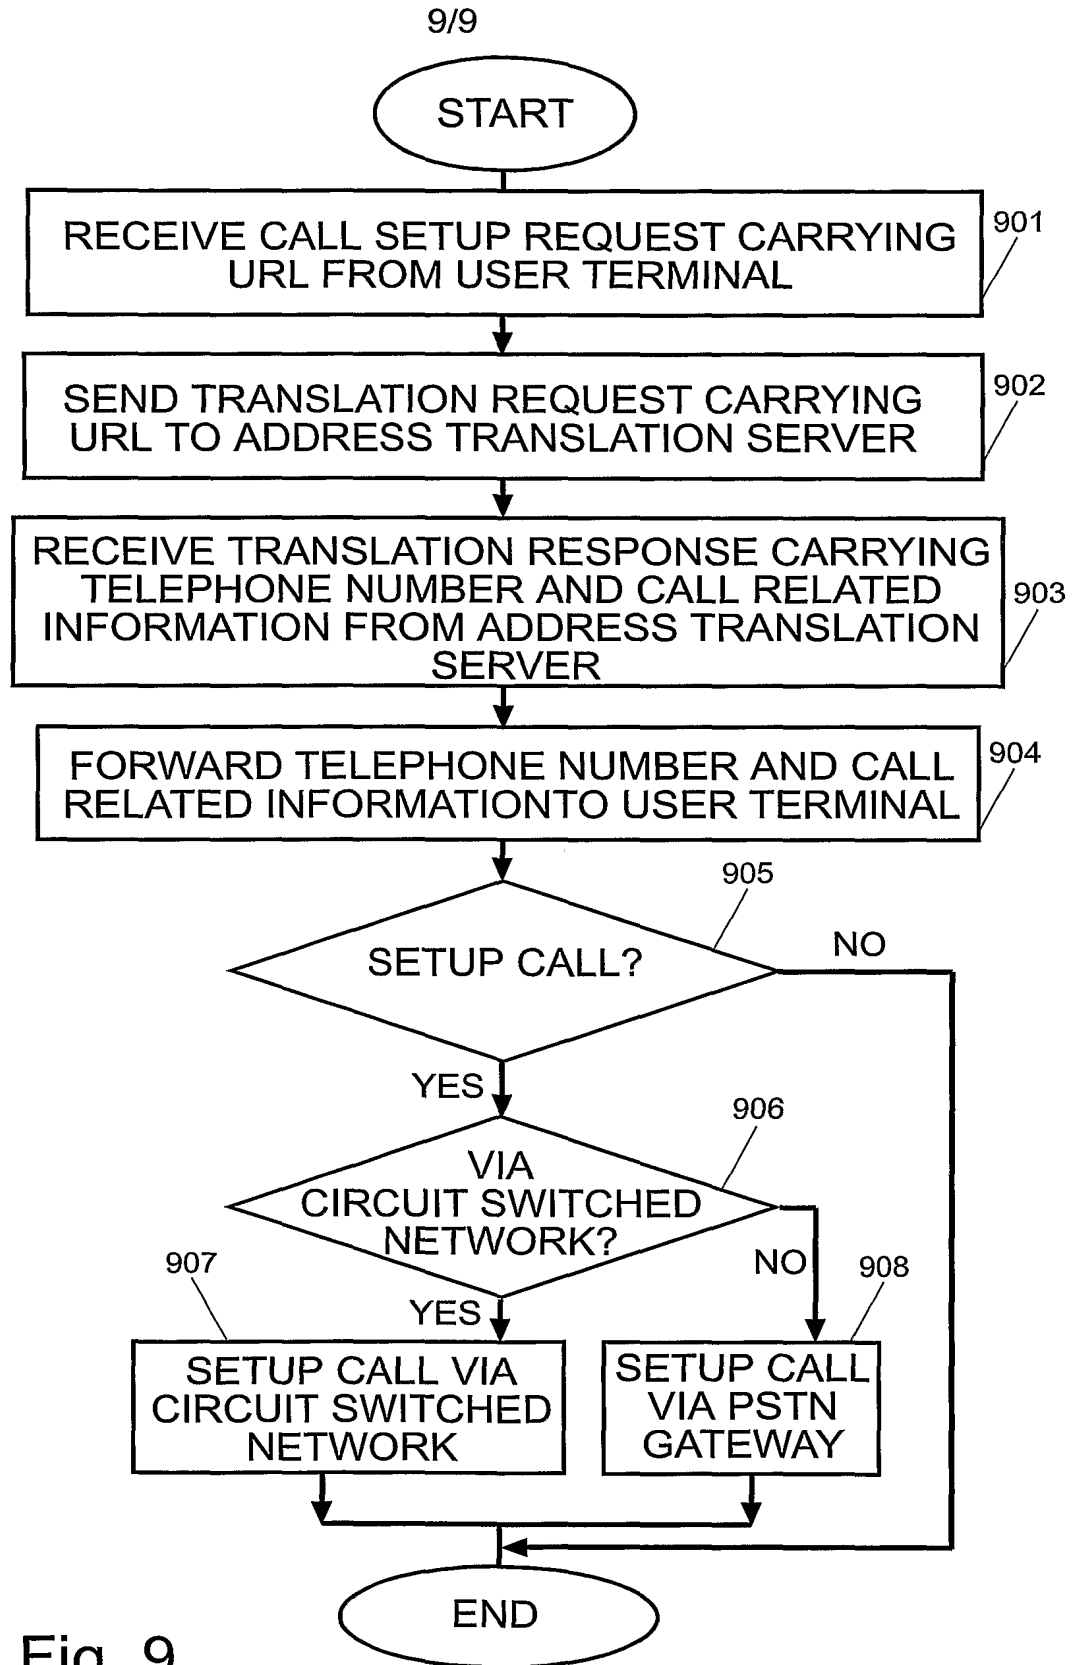 9/9
START
RECEIVE CALL SETUP REQUEST CARRYING
URL FROM USER TERMINAL
901
SEND TRANSLATION REQUEST CARRYING
URL TO ADDRESS TRANSLATION SERVER
902
RECEIVE TRANSLATION RESPONSE CARRYING
TELEPHONE NUMBER AND CALL RELATED
INFORMATION FROM ADDRESS TRANSLATION
SERVER
903
FORWARD TELEPHONE NUMBER AND CALL
RELATED INFORMATIONTO USER TERMINAL
904
905
SETUP CALL?
NO
YES
906
VIA
CIRCUIT SWITCHED
NETWORK?
NO
YES
907
908
SETUP CALL VIA
CIRCUIT SWITCHED
NETWORK
SETUP CALL
VIA PSTN
GATEWAY
END
Fig. 9